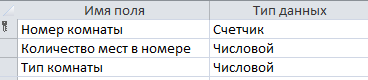 Имя поля Тип данных
Номер комнаты Счетчик
Количество мест в номере Числовой
Тип комнаты Числовой